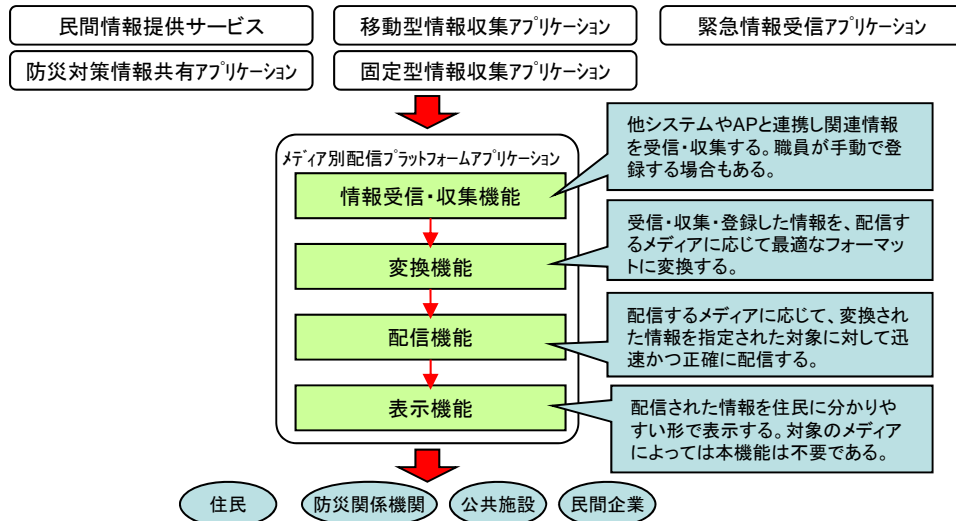 民間情報提供サービス
移動型情報収集アプリケーション
緊急情報受信アプリケーション
防災対策情報共有アプリケーション
固定型情報収集アプリケーション
メディア別配信プラットフォームアプリケーション
情報受信・収集機能
変換機能
配信機能
表示機能
他システムやAPと連携し関連情報
を受信・収集する。職員が手動で登
録する場合もある。
受信・収集・登録した情報を、配信す
るメディアに応じて最適なフォーマッ
トに変換する。
配信するメディアに応じて、変換され
た情報を指定された対象に対して迅
速かつ正確に配信する。
配信された情報を住民に分かりや
すい形で表示する。対象のメディア
によっては本機能は不要である。
住民
防災関係機関
公共施設
民間企業